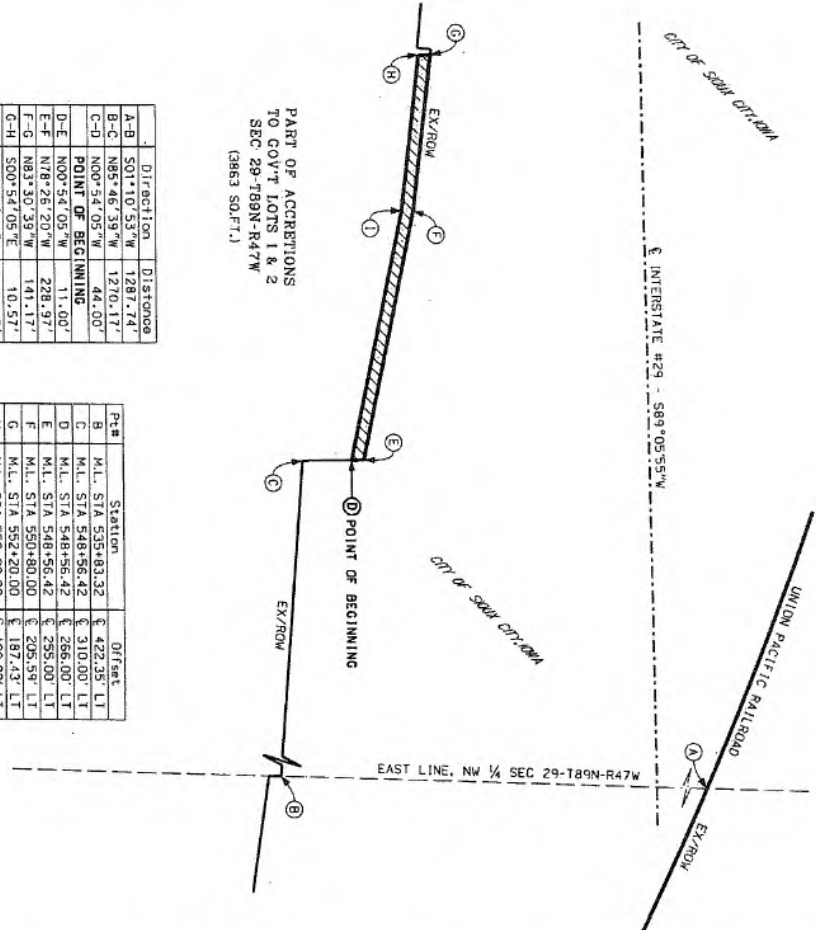 CITY OF SIOUX CITY, IOWA
UNION PACIFIC RAILROAD
EX/ROW
A
℄ INTERSTATE #29 - S89°05'55"W
EAST LINE, NW ¼ SEC 29-T89N-R47W
CITY OF SIOUX CITY, IOWA
G
H
EX/ROW
F
I
E
D POINT OF BEGINNING
C
EX/ROW
B
PART OF ACCRETIONS
TO GOV'T LOTS 1 & 2
SEC 29-T89N-R47W
(3863 SQ.FT.)
Direction Distance
A-B S01°10'53"W 1287.74'
B-C N85°46'39"W 1270.17'
C-D N00°54'05"W 44.00'
POINT OF BEGINNING
D-E N00°54'05"W 11.00'
E-F N78°26'20"W 228.97'
F-G N83°30'39"W 141.17'
G-H S00°54'05"E 10.57'
Pt# Station Offset
B M.L. STA 535+83.32 ℄ 422.35' LT
C M.L. STA 548+56.42 ℄ 310.00' LT
D M.L. STA 548+56.42 ℄ 266.00' LT
E M.L. STA 548+56.42 ℄ 255.00' LT
F M.L. STA 550+80.00 ℄ 205.59' LT
G M.L. STA 552+20.00 ℄ 187.43' LT